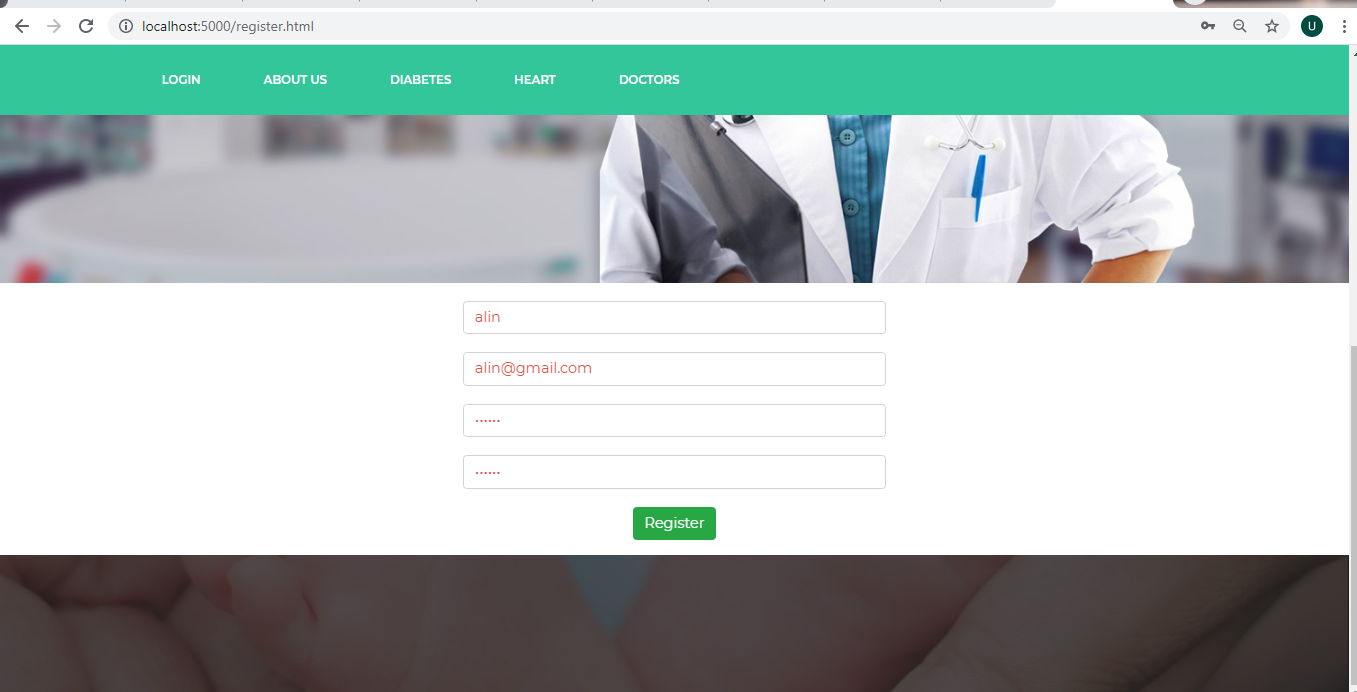 localhost:5000/register.html
U
LOGIN ABOUT US DIABETES HEART DOCTORS
alin
alin@gmail.com
······
······
Register